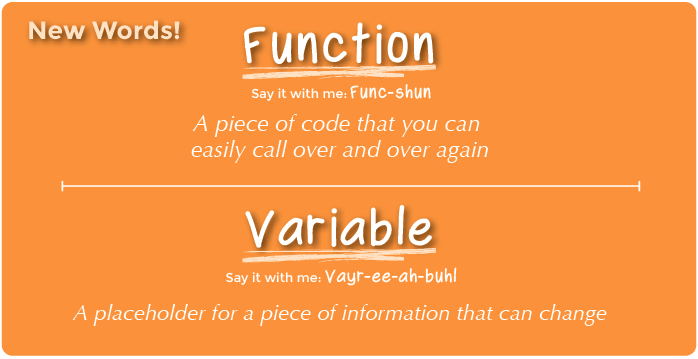 New Words!
Function
Say it with me: Func-shun
A piece of code that you can
easily call over and over again
Variable
Say it with me: Vayr-ee-ah-buhl
A placeholder for a piece of information that can change